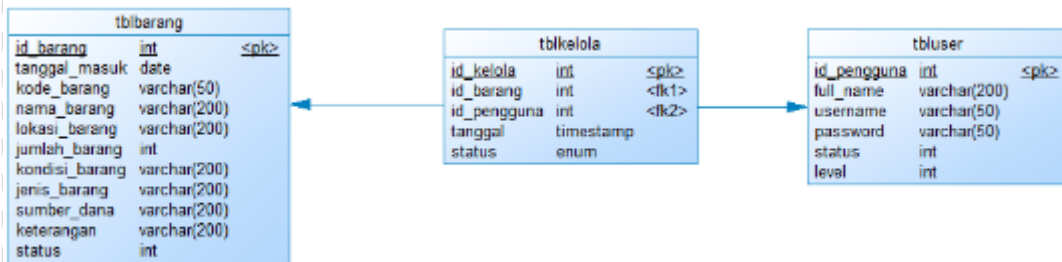 tblbarang
id_barang int <pk>
tanggal_masuk date
kode_barang varchar(50)
nama_barang varchar(200)
lokasi_barang varchar(200)
jumlah_barang int
kondisi_barang varchar(200)
jenis_barang varchar(200)
sumber_dana varchar(200)
keterangan varchar(200)
status int
tblkelola
id_kelola int <pk>
id_barang int <fk1>
id_pengguna int <fk2>
tanggal timestamp
status enum
tbluser
id_pengguna int <pk>
full_name varchar(200)
username varchar(50)
password varchar(50)
status int
level int